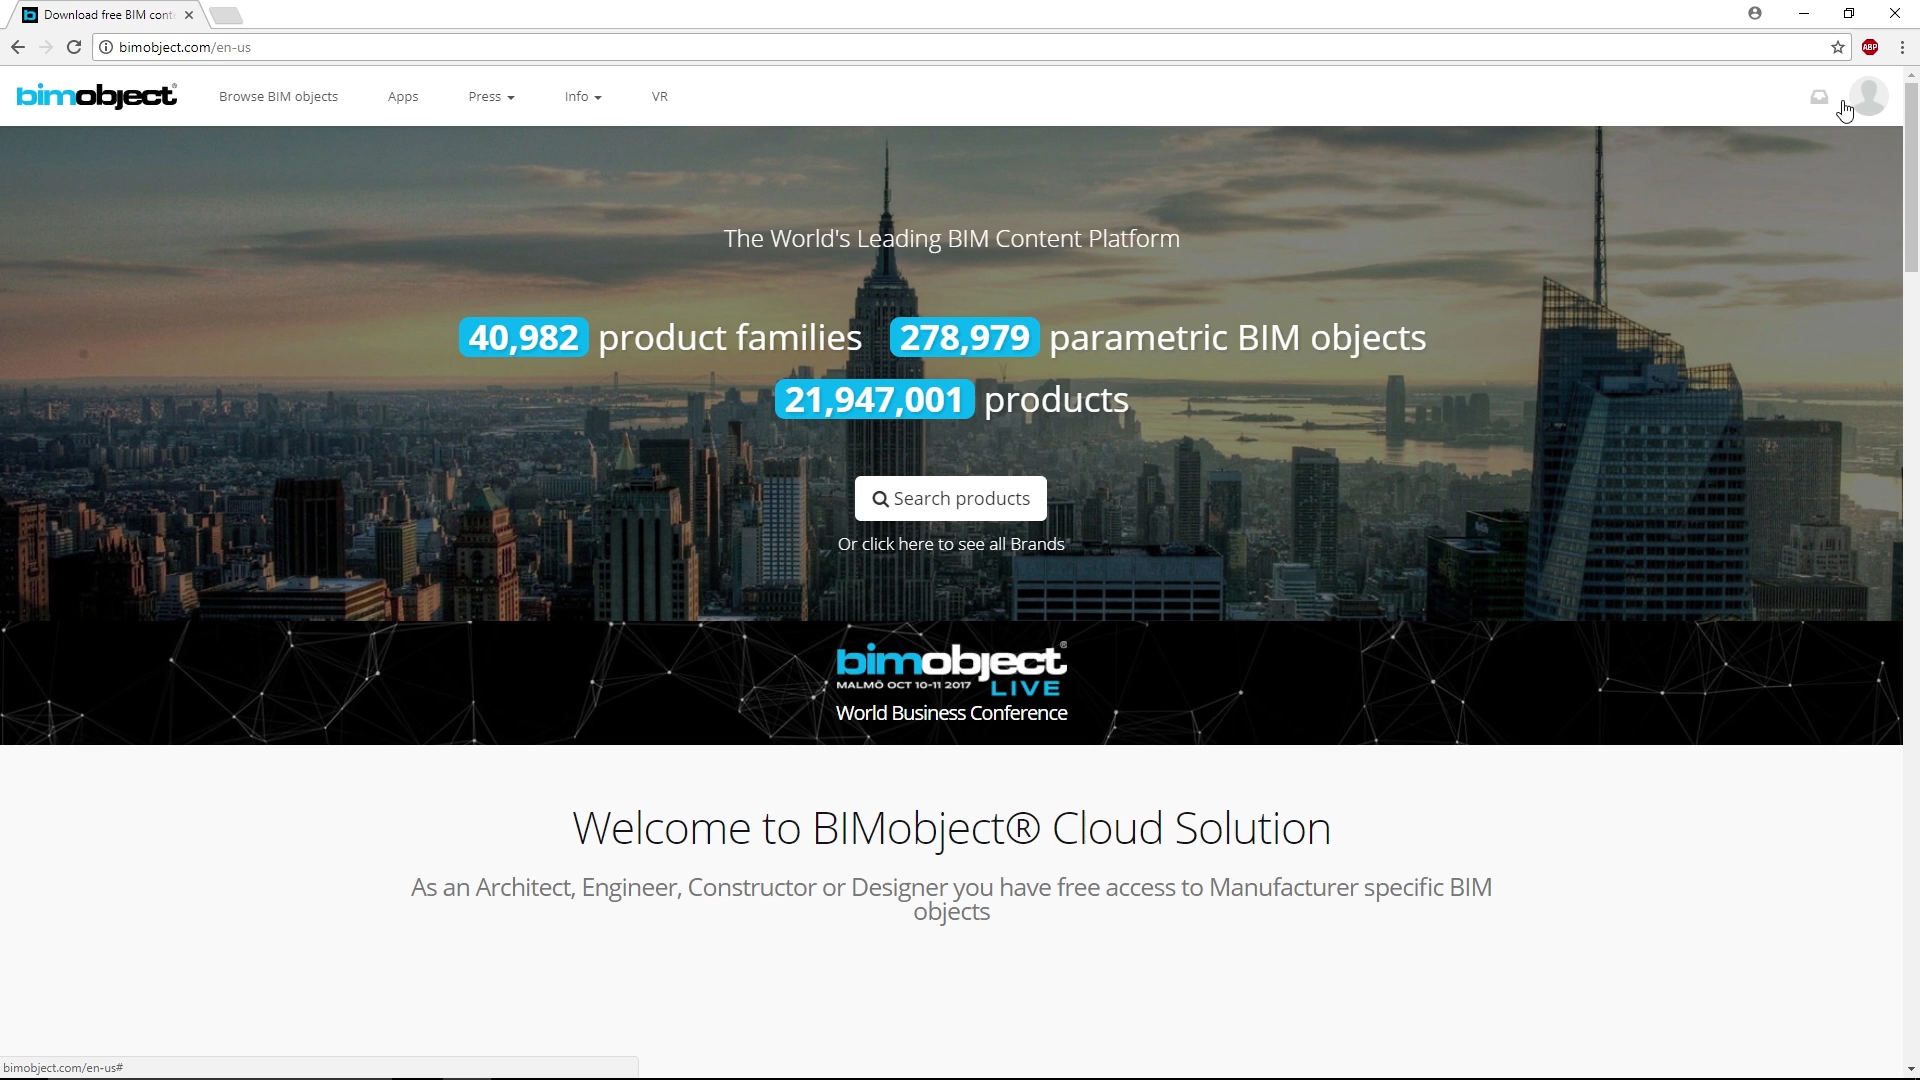 Download free BIM cont
bimobject.com/en-us
ABP
bimobject®
Browse BIM objects
Apps
Press
Info
VR
The World's Leading BIM Content Platform
40,982 product families 278,979 parametric BIM objects
21,947,001 products
Search products
Or click here to see all Brands
bimobject®
MALMÖ OCT 10-11 2017 LIVE
World Business Conference
Welcome to BIMobject® Cloud Solution
As an Architect, Engineer, Constructor or Designer you have free access to Manufacturer specific BIM
objects
bimobject.com/en-us#